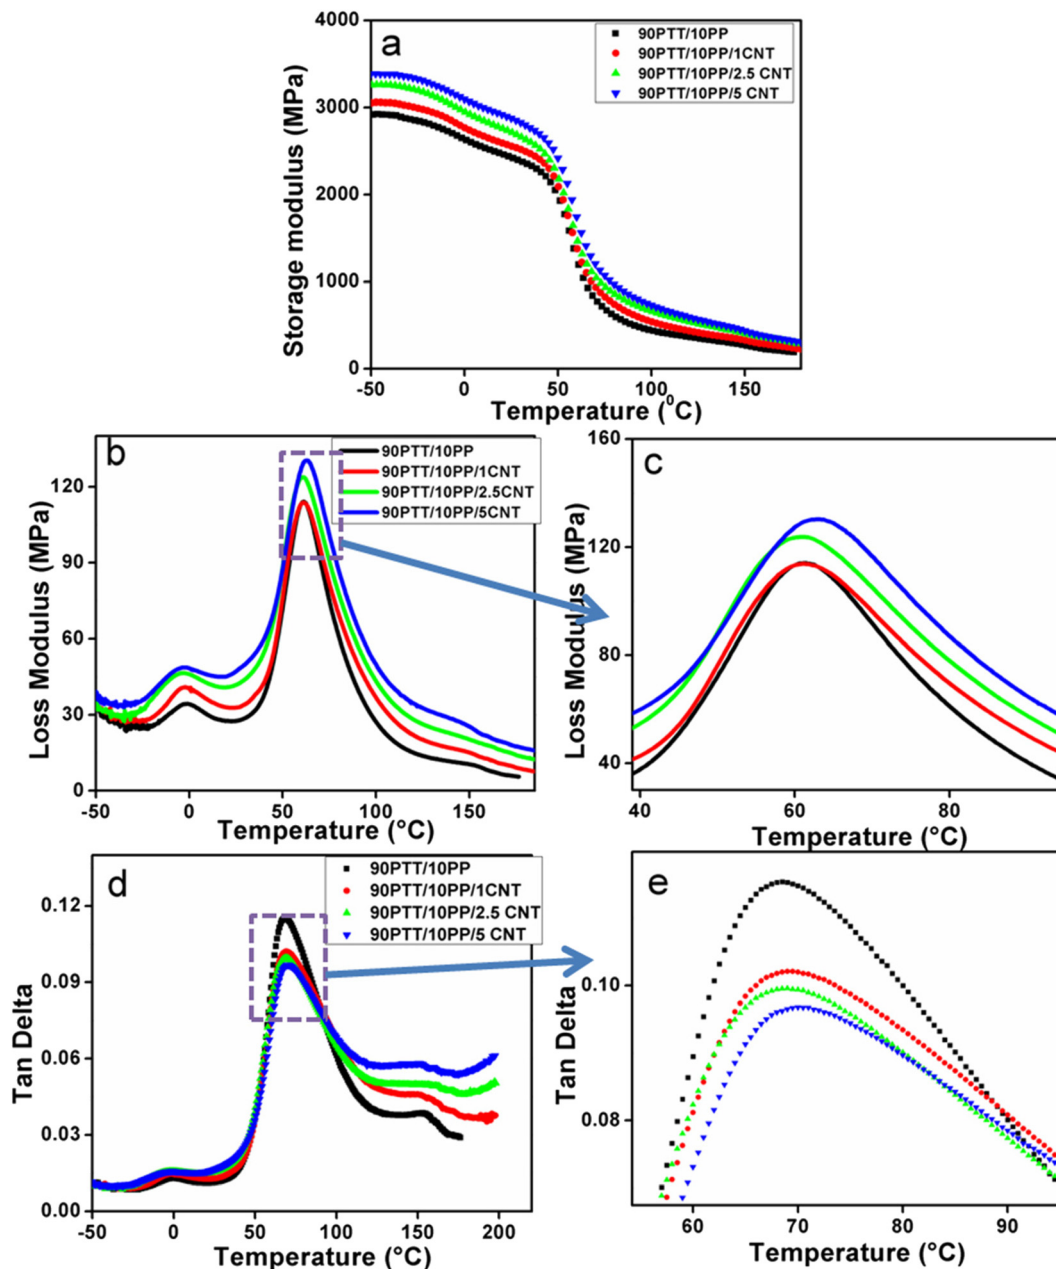 a
90PTT/10PP
90PTT/10PP/1CNT
90PTT/10PP/2.5 CNT
90PTT/10PP/5 CNT
Storage modulus (MPa)
4000
3000
2000
1000
0
-50 0 50 100 150
Temperature (⁰C)
b
90PTT/10PP
90PTT/10PP/1CNT
90PTT/10PP/2.5CNT
90PTT/10PP/5CNT
Loss Modulus (MPa)
120
90
60
30
0
-50 0 50 100 150
Temperature (°C)
c
Loss Modulus (MPa)
160
120
80
40
40 60 80
Temperature (°C)
d
90PTT/10PP
90PTT/10PP/1CNT
90PTT/10PP/2.5 CNT
90PTT/10PP/5 CNT
Tan Delta
0.12
0.09
0.06
0.03
0.00
-50 0 50 100 150 200
Temperature (°C)
e
Tan Delta
0.10
0.08
60 70 80 90
Temperature (°C)